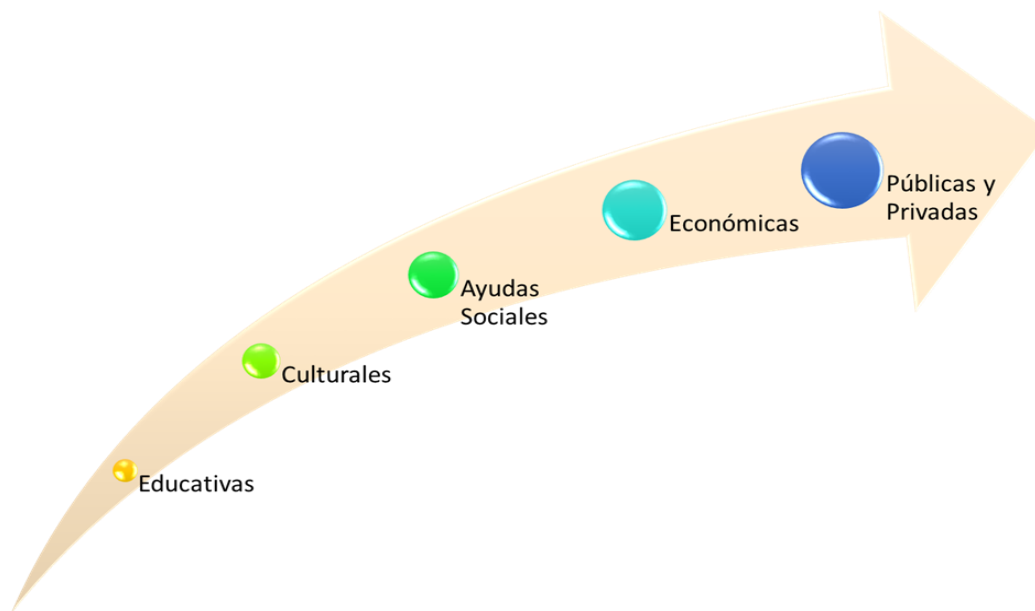 Públicas y
Privadas
Económicas
Ayudas
Sociales
Culturales
Educativas